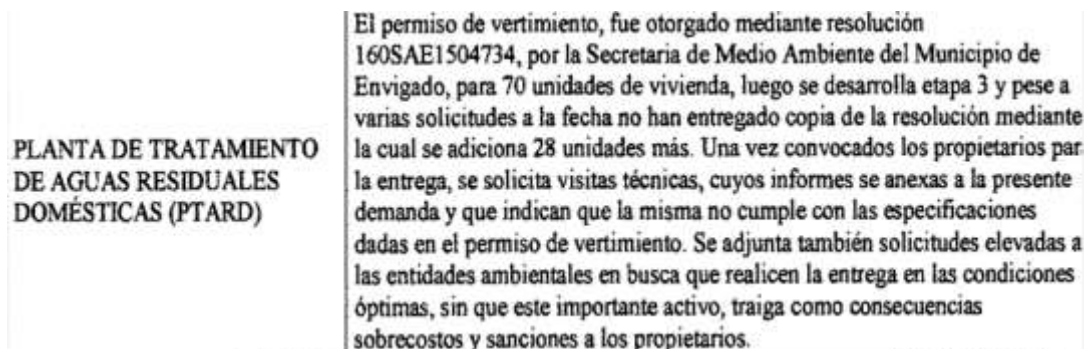 PLANTA DE TRATAMIENTO
DE AGUAS RESIDUALES
DOMÉSTICAS (PTARD)
El permiso de vertimiento, fue otorgado mediante resolución
160SAE1504734, por la Secretaria de Medio Ambiente del Municipio de
Envigado, para 70 unidades de vivienda, luego se desarrolla etapa 3 y pese a
varias solicitudes a la fecha no han entregado copia de la resolución mediante
la cual se adiciona 28 unidades más. Una vez convocados los propietarios par
la entrega, se solicita visitas técnicas, cuyos informes se anexas a la presente
demanda y que indican que la misma no cumple con las especificaciones
dadas en el permiso de vertimiento. Se adjunta también solicitudes elevadas a
las entidades ambientales en busca que realicen la entrega en las condiciones
óptimas, sin que este importante activo, traiga como consecuencias
sobrecostos y sanciones a los propietarios.